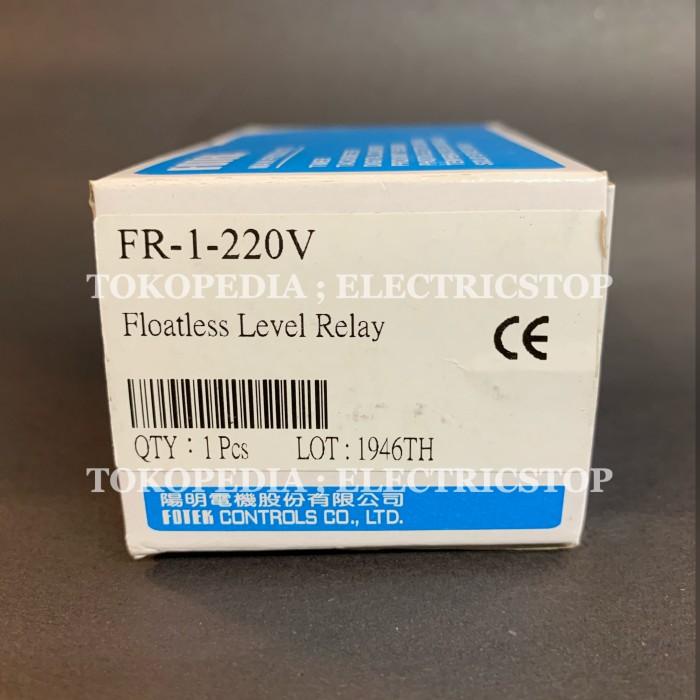 FR-1-220V
TOKOPEDIA ; ELECTRICSTOP
Floatless Level Relay
CE
QTY : 1 Pcs LOT : 1946TH
TOKOPEDIA ; ELECTRICSTOP
陽明電機股份有限公司
FOTEK CONTROLS CO., LTD.